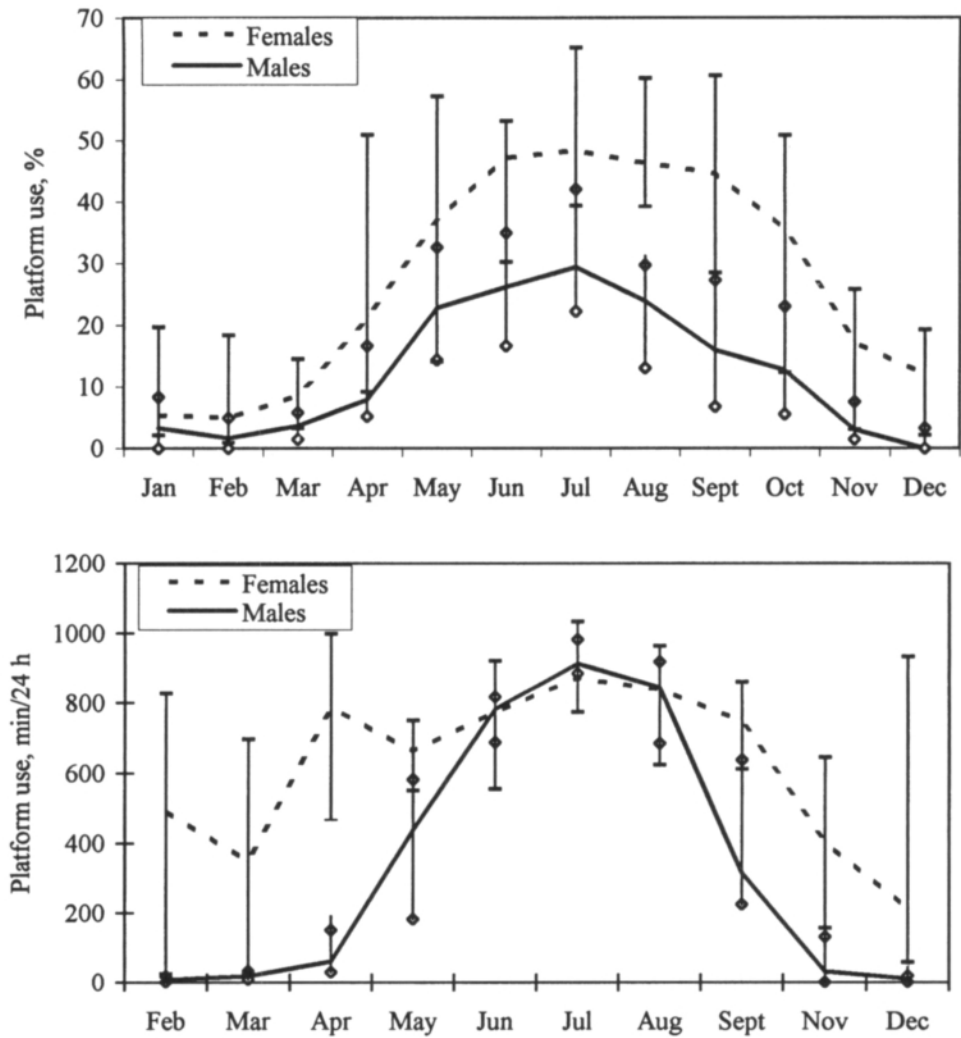 70
60
50
40
30
20
10
0
Platform use, %
Females
Males
Jan Feb Mar Apr May Jun Jul Aug Sept Oct Nov Dec
1200
1000
800
600
400
200
0
Platform use, min/24 h
Females
Males
Feb Mar Apr May Jun Jul Aug Sept Nov Dec